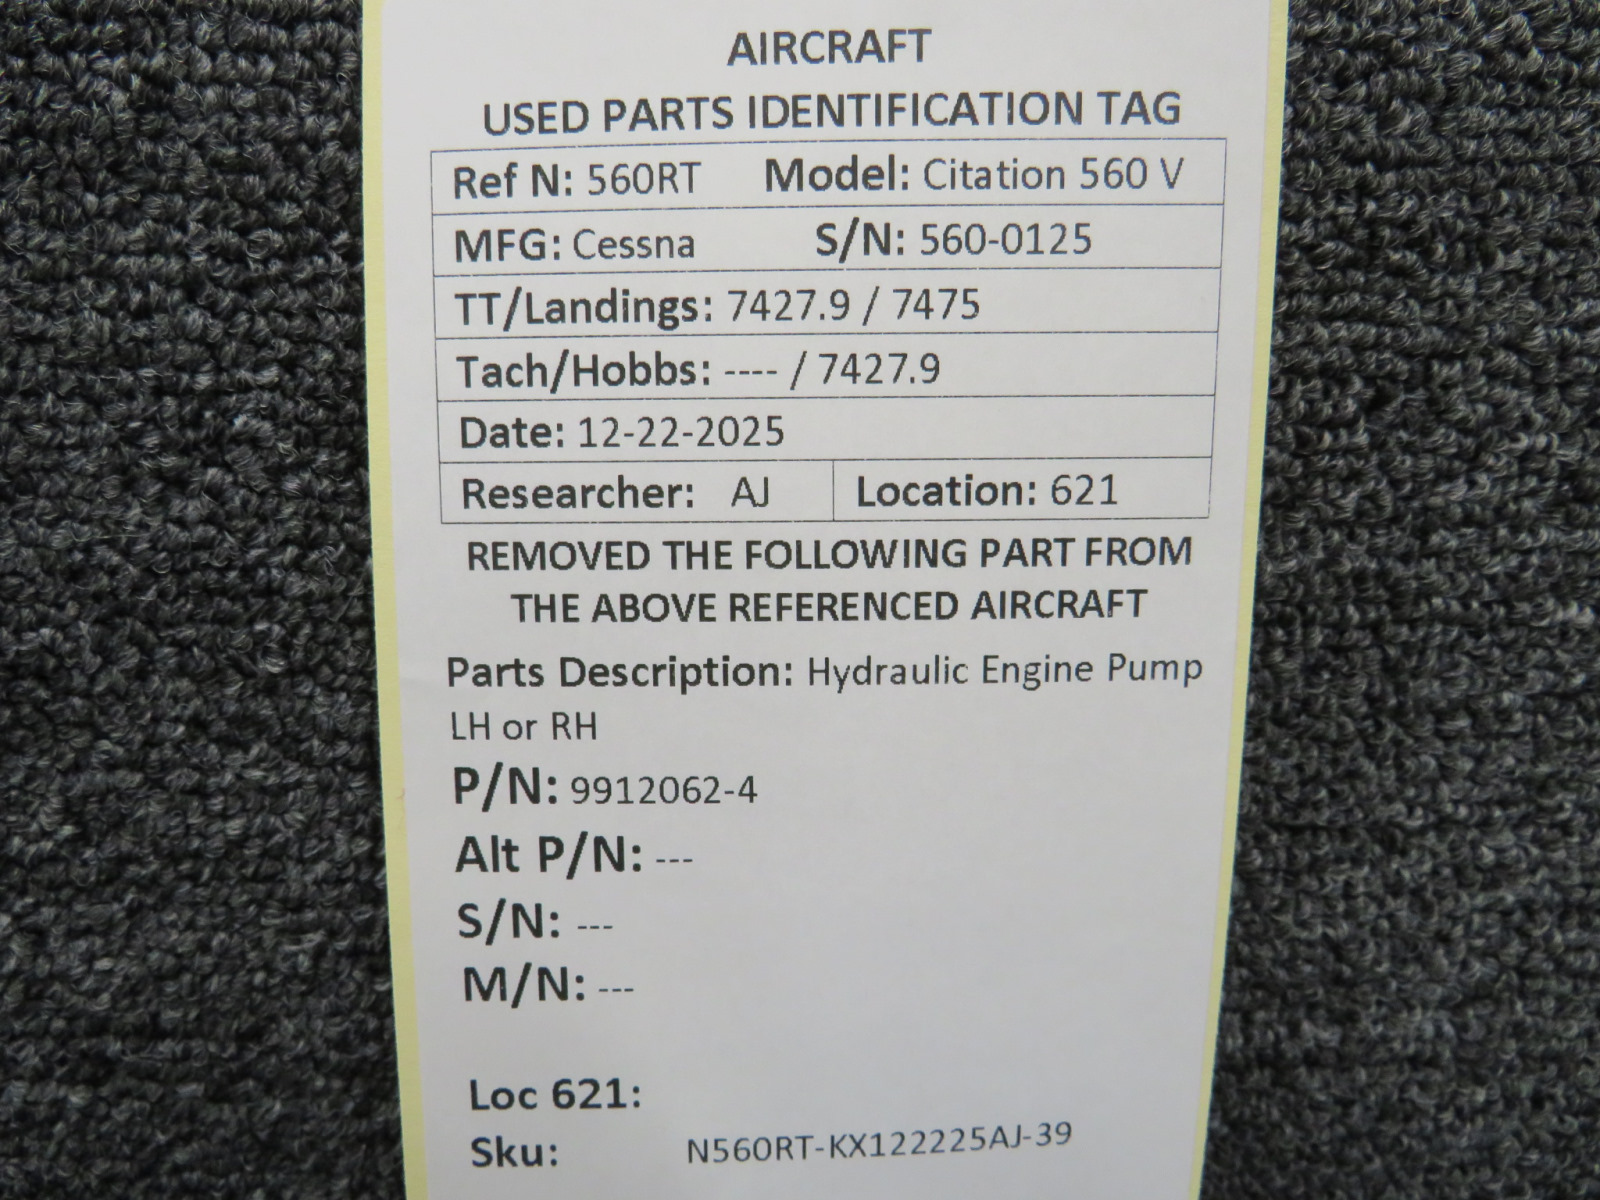 AIRCRAFT
USED PARTS IDENTIFICATION TAG
Ref N: 560RT Model: Citation 560 V
MFG: Cessna S/N: 560-0125
TT/Landings: 7427.9 / 7475
Tach/Hobbs: ---- / 7427.9
Date: 12-22-2025
Researcher: AJ Location: 621
REMOVED THE FOLLOWING PART FROM
THE ABOVE REFERENCED AIRCRAFT
Parts Description: Hydraulic Engine Pump
LH or RH
P/N: 9912062-4
Alt P/N: ---
S/N: ---
M/N: ---
Loc 621:
Sku: N560RT-KX122225AJ-39